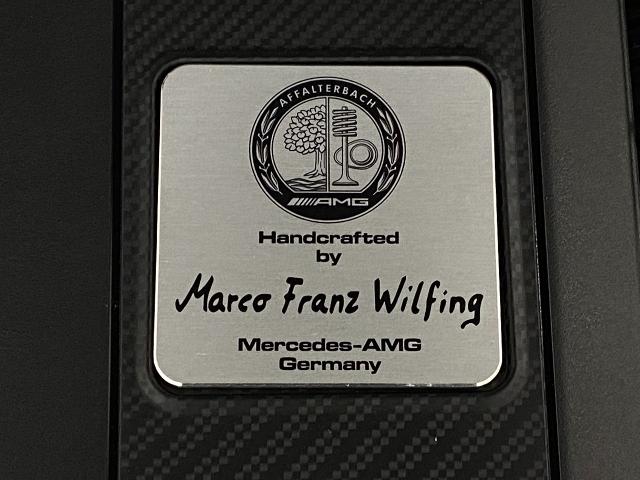 AFFALTERBACH
AMG
Handcrafted
by
Marco Franz Wilfing
Mercedes-AMG
Germany